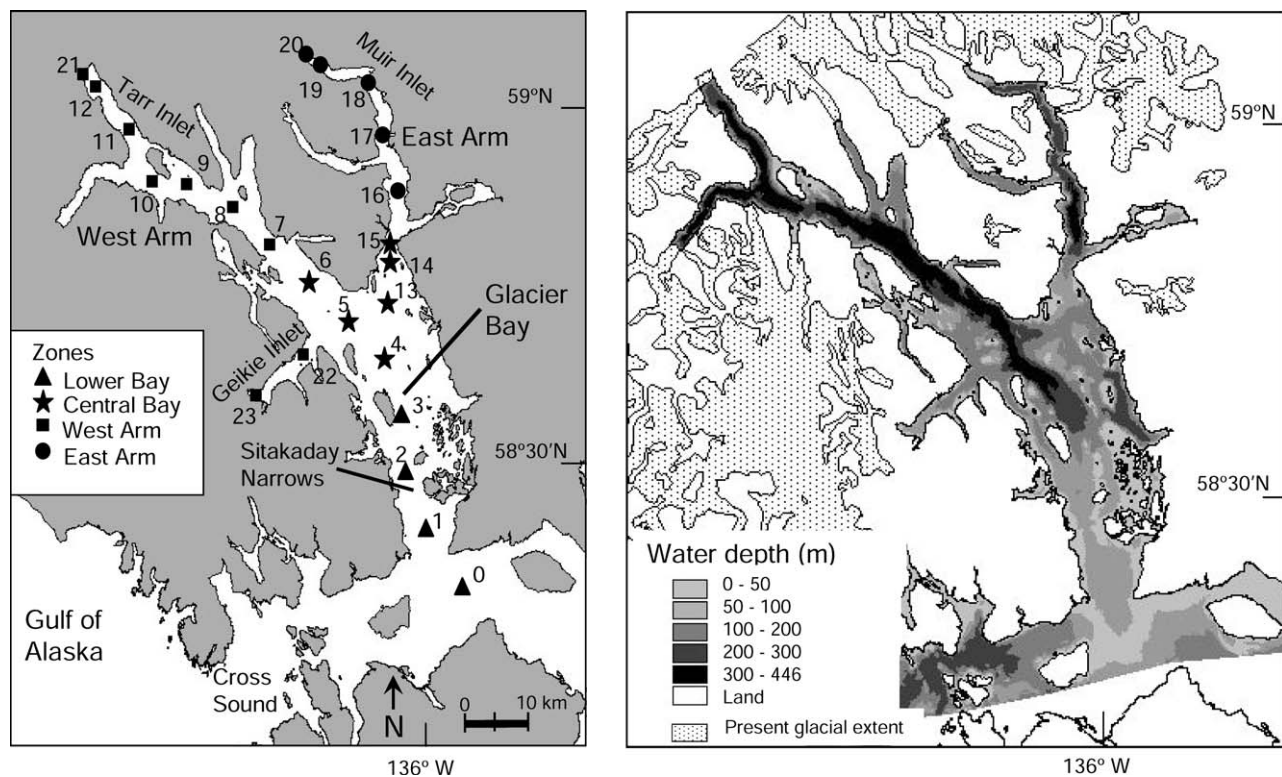 20
Muir Inlet
21
19
18
59°N
12
Tarr Inlet
11
17
East Arm
9
16
10
8
West Arm
7
15
14
6
13
Glacier
Bay
5
4
Geikie Inlet
22
3
23
Sitakaday
Narrows
2
58°30′N
1
0
Zones
Lower Bay
Central Bay
West Arm
East Arm
Gulf of
Alaska
Cross
Sound
N
0
10 km
136° W
59°N
58°30′N
Water depth (m)
0 - 50
50 - 100
100 - 200
200 - 300
300 - 446
Land
Present glacial extent
136° W